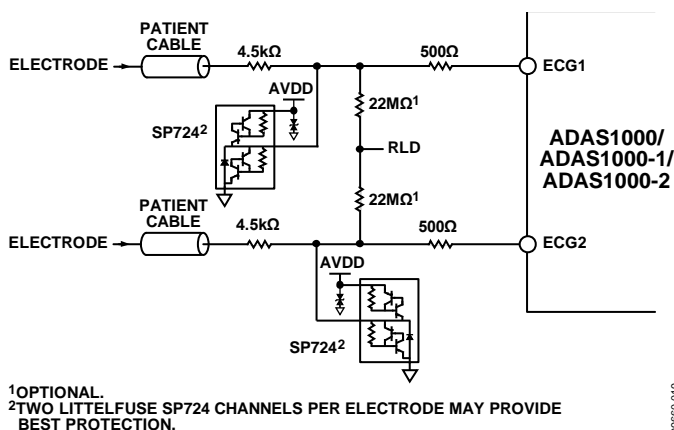 PATIENT
CABLE
ELECTRODE
4.5kΩ
500Ω
ECG1
AVDD
SP724²
22MΩ¹
RLD
ADAS1000/
ADAS1000-1/
ADAS1000-2
22MΩ¹
PATIENT
CABLE
ELECTRODE
4.5kΩ
500Ω
ECG2
AVDD
SP724²
¹OPTIONAL.
²TWO LITTELFUSE SP724 CHANNELS PER ELECTRODE MAY PROVIDE
BEST PROTECTION.